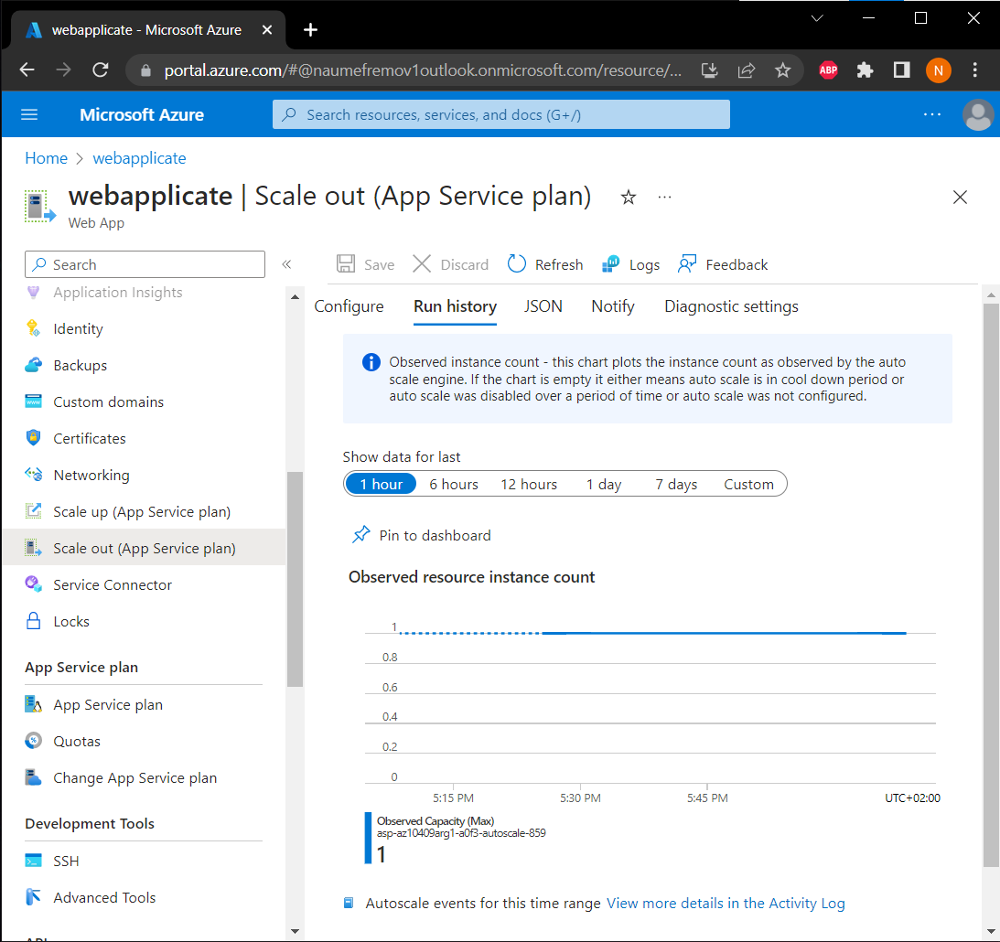 webapplicate - Microsoft Azure
portal.azure.com/#@naumefremov1outlook.onmicrosoft.com/resource/...
ABP
N
Microsoft Azure
Search resources, services, and docs (G+/)
Home > webapplicate
webapplicate | Scale out (App Service plan)
Web App
Search
Application Insights
Identity
Backups
Custom domains
Certificates
Networking
Scale up (App Service plan)
Scale out (App Service plan)
Service Connector
Locks
App Service plan
App Service plan
Quotas
Change App Service plan
Development Tools
SSH
Advanced Tools
API
Save
Discard
Refresh
Logs
Feedback
Configure
Run history
JSON
Notify
Diagnostic settings
Observed instance count - this chart plots the instance count as observed by the auto
scale engine. If the chart is empty it either means auto scale is in cool down period or
auto scale was disabled over a period of time or auto scale was not configured.
Show data for last
1 hour
6 hours
12 hours
1 day
7 days
Custom
Pin to dashboard
Observed resource instance count
1
0.8
0.6
0.4
0.2
0
5:15 PM
5:30 PM
5:45 PM
UTC+02:00
Observed Capacity (Max)
asp-az10409arg1-a0f3-autoscale-859
1
Autoscale events for this time range View more details in the Activity Log